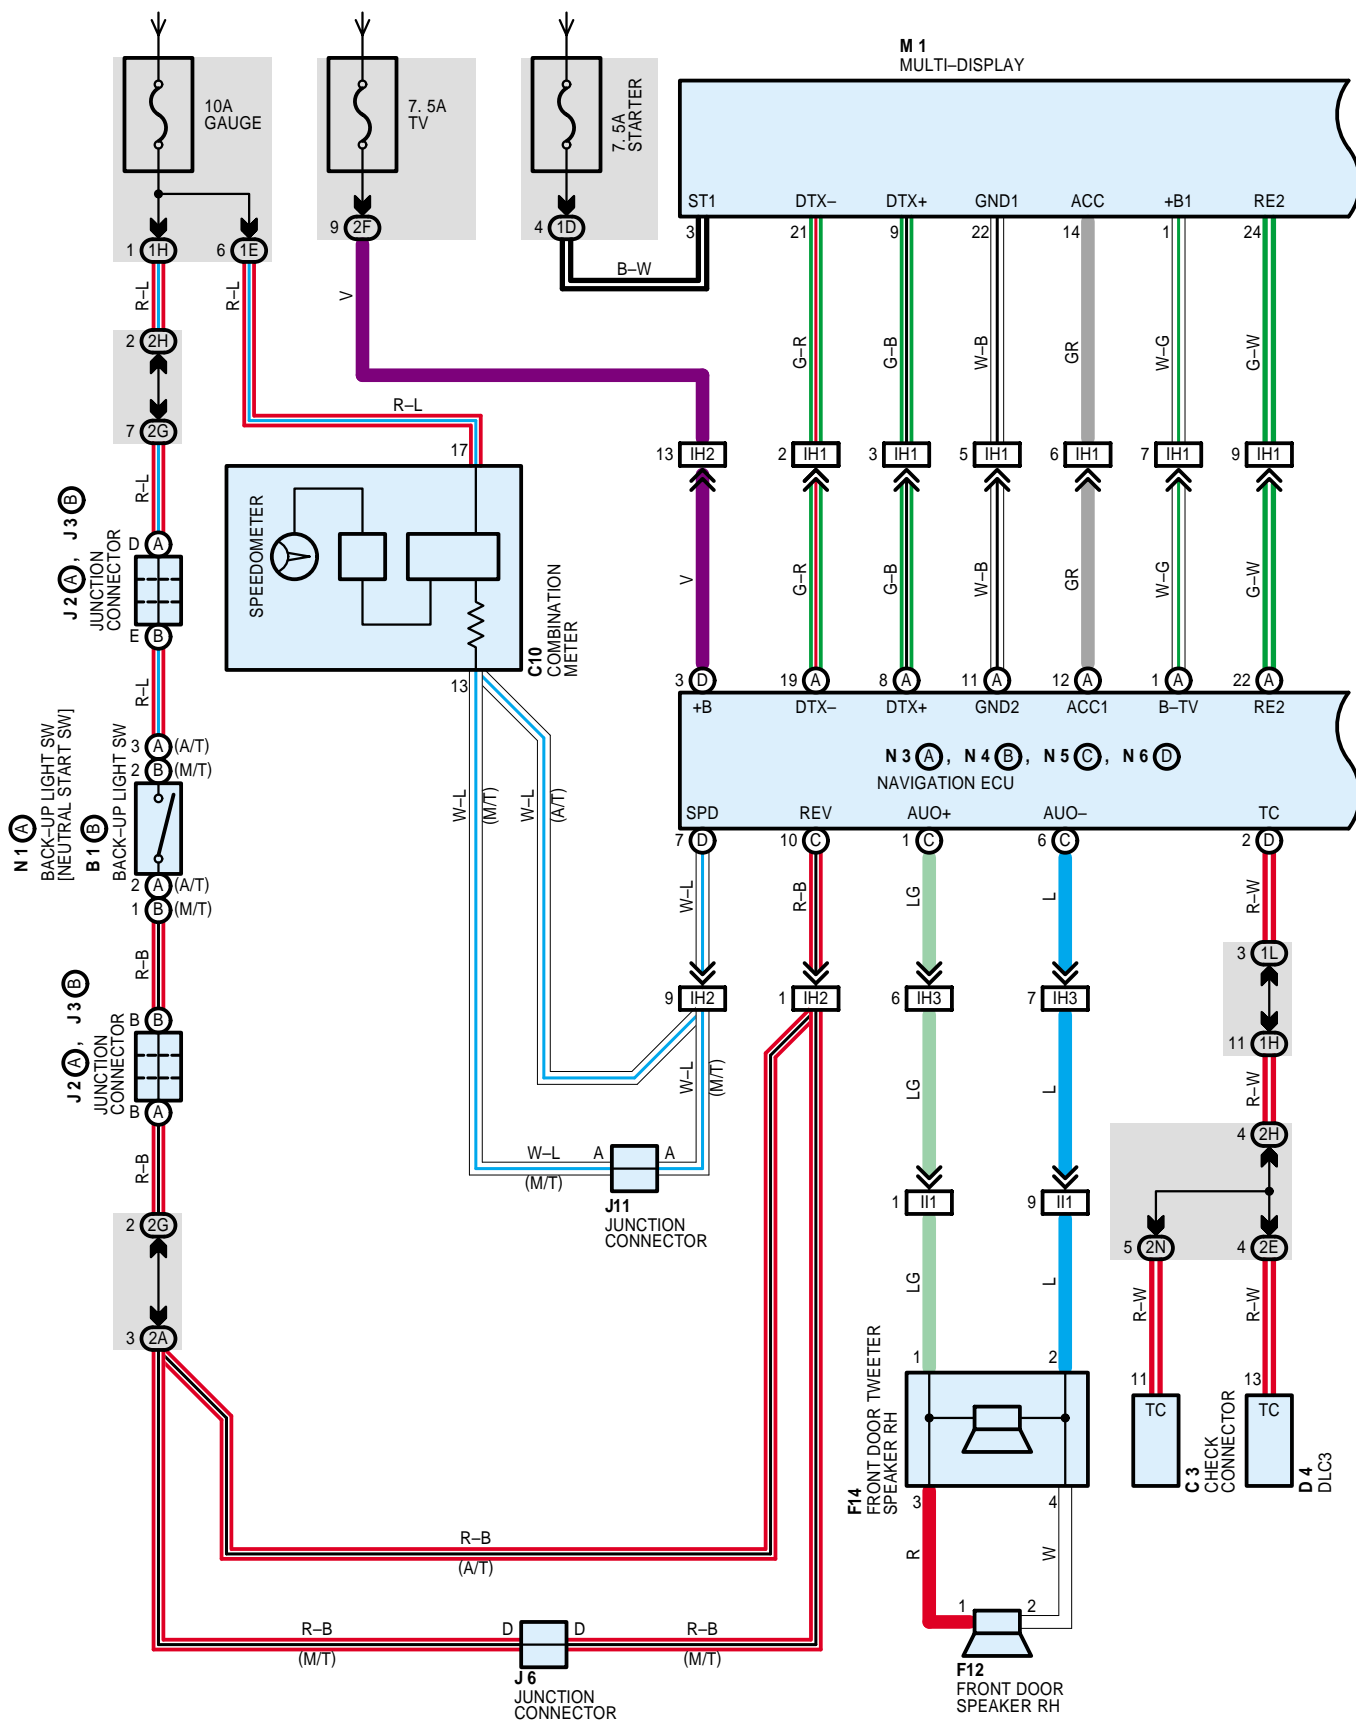 10A
GAUGE
7. 5A
TV
7. 5A
STARTER
M 1
MULTI–DISPLAY
ST1 DTX– DTX+ GND1 ACC +B1 RE2
3 21 9 22 14 1 24
1 1H 6 1E
9 2F
4 1D
B–W
R–L R–L V
G–R G–B W–B GR W–G G–W
2 2H
7 2G
R–L
17
13 IH2 2 IH1 3 IH1 5 IH1 6 IH1 7 IH1 9 IH1
R–L
J 2 A , J 3 B
JUNCTION
CONNECTOR
D A
E B
SPEEDOMETER
C10
COMBINATION
METER
13
V G–R G–B W–B GR W–G G–W
3 D 19 A 8 A 11 A 12 A 1 A 22 A
+B DTX– DTX+ GND2 ACC1 B–TV RE2
N 3 A , N 4 B , N 5 C , N 6 D
NAVIGATION ECU
SPD REV AUO+ AUO– TC
7 D 10 C 1 C 6 C 2 D
R–L
3 A (A/T)
2 B (M/T)
N 1 A
BACK–UP LIGHT SW
[NEUTRAL START SW]
B 1 B
BACK–UP LIGHT SW
2 A (A/T)
1 B (M/T)
W–L
(M/T)
W–L
(A/T)
W–L R–B LG L R–W
R–B
3 1L
9 IH2 1 IH2 6 IH3 7 IH3
11 1H
J 2 A , J 3 B
JUNCTION
CONNECTOR
B B
B A
W–L
(M/T)
LG L R–W
4 2H
R–B
W–L
(M/T)
A A
J11
JUNCTION
CONNECTOR
1 II1 9 II1
2 2G
3 2A
5 2N 4 2E
LG L R–W R–W
1 2
11 13
TC TC
C 3
CHECK
CONNECTOR
D 4
DLC3
F14
FRONT DOOR TWEETER
SPEAKER RH
3 4
R W
R–B
(A/T)
1 2
F12
FRONT DOOR
SPEAKER RH
R–B
(M/T)
D D
R–B
(M/T)
J 6
JUNCTION
CONNECTOR